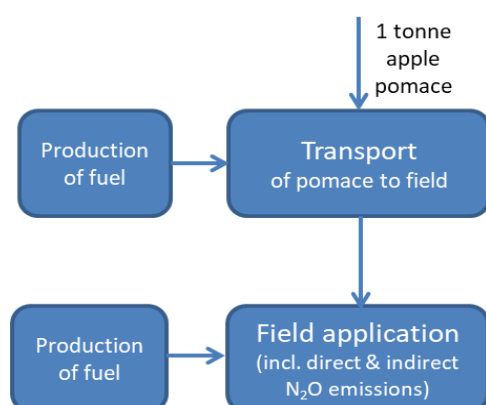 1 tonne
apple
pomace
Production
of fuel
Transport
of pomace to field
Production
of fuel
Field application
(incl. direct & indirect
N₂O emissions)